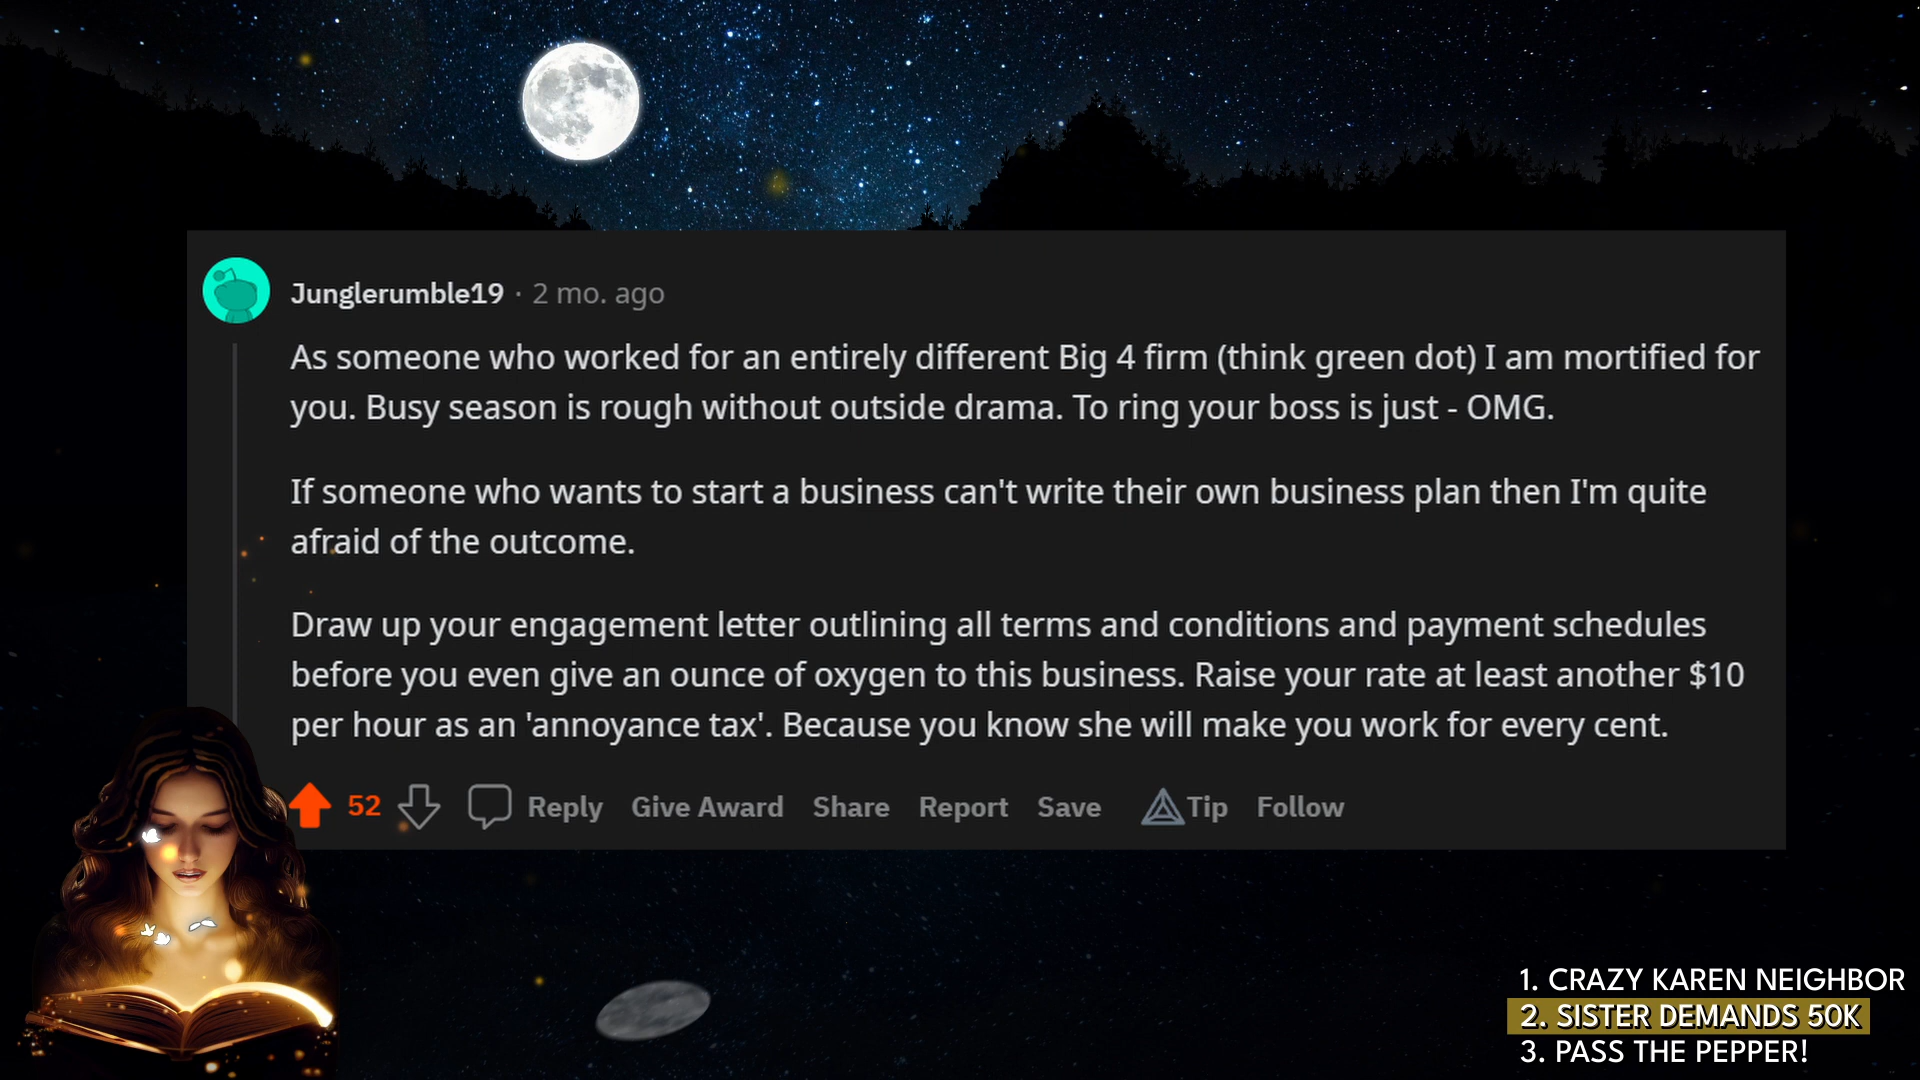 Junglerumble19 · 2 mo. ago
As someone who worked for an entirely different Big 4 firm (think green dot) I am mortified for
you. Busy season is rough without outside drama. To ring your boss is just - OMG.
If someone who wants to start a business can't write their own business plan then I'm quite
afraid of the outcome.
Draw up your engagement letter outlining all terms and conditions and payment schedules
before you even give an ounce of oxygen to this business. Raise your rate at least another $10
per hour as an 'annoyance tax'. Because you know she will make you work for every cent.
52 Reply Give Award Share Report Save Tip Follow
1. CRAZY KAREN NEIGHBOR
2. SISTER DEMANDS 50K
3. PASS THE PEPPER!